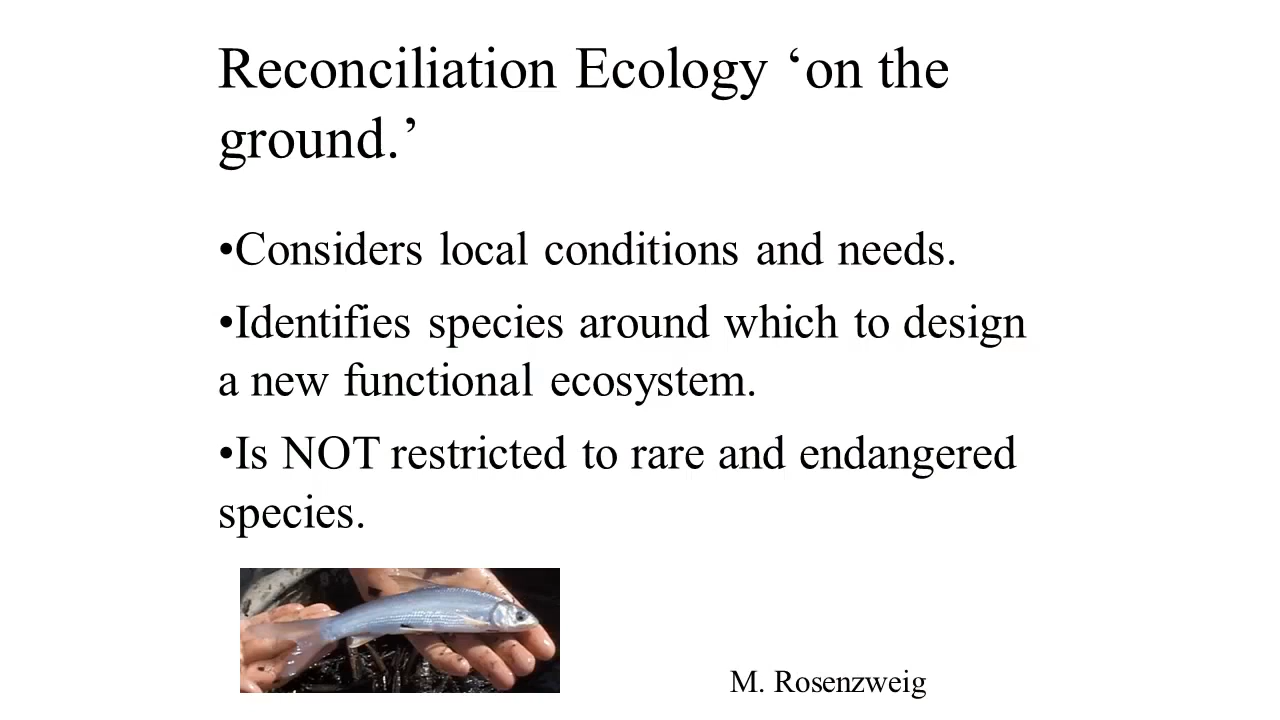 Reconciliation Ecology ‘on the
ground.’
•Considers local conditions and needs.
•Identifies species around which to design
a new functional ecosystem.
•Is NOT restricted to rare and endangered
species.
M. Rosenzweig